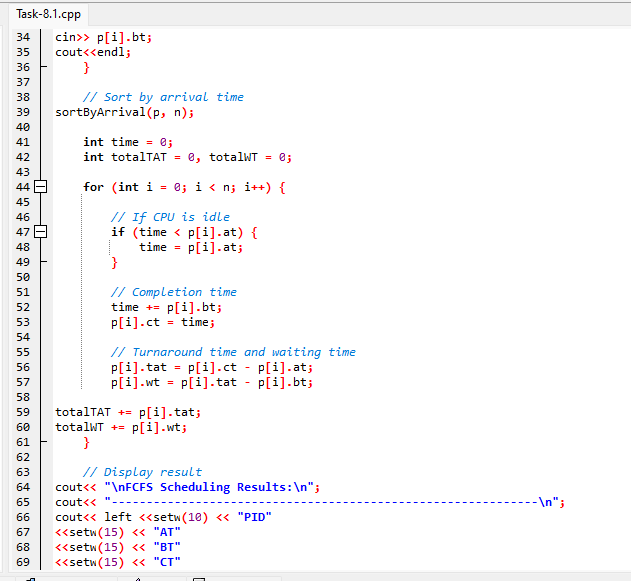 Task-8.1.cpp
34 cin>> p[i].bt;
35 cout<<endl;
36 }
37
38 // Sort by arrival time
39 sortByArrival(p, n);
40
41 int time = 0;
42 int totalTAT = 0, totalWT = 0;
43
44 for (int i = 0; i < n; i++) {
45
46 // If CPU is idle
47 if (time < p[i].at) {
48 time = p[i].at;
49 }
50
51 // Completion time
52 time += p[i].bt;
53 p[i].ct = time;
54
55 // Turnaround time and waiting time
56 p[i].tat = p[i].ct - p[i].at;
57 p[i].wt = p[i].tat - p[i].bt;
58
59 totalTAT += p[i].tat;
60 totalWT += p[i].wt;
61 }
62
63 // Display result
64 cout<< "\nFCFS Scheduling Results:\n";
65 cout<< "-------------------------------------------------------------\n";
66 cout<< left <<setw(10) << "PID"
67 <<setw(15) << "AT"
68 <<setw(15) << "BT"
69 <<setw(15) << "CT"